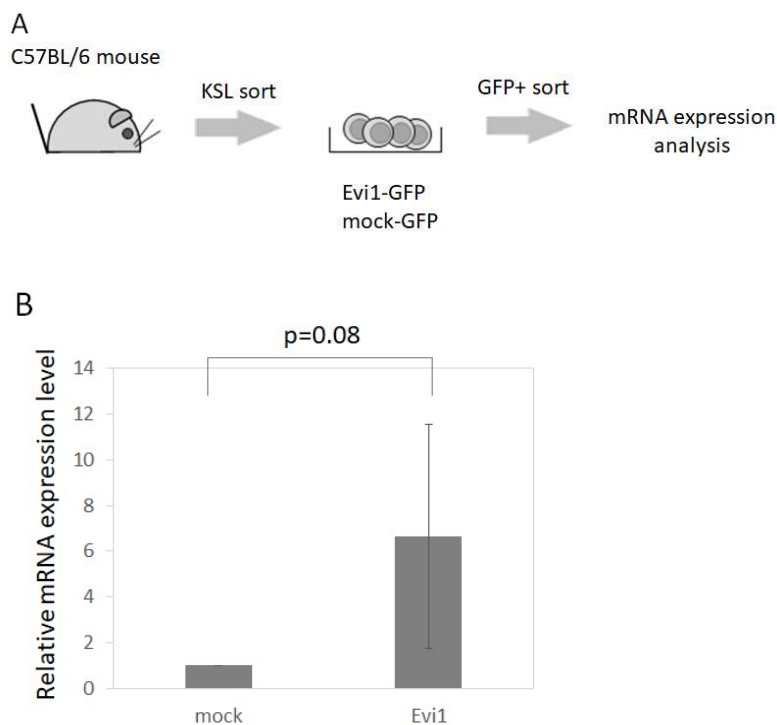 A
C57BL/6 mouse
KSL sort
GFP+ sort
mRNA expression
analysis
Evi1-GFP
mock-GFP
B
p=0.08
Relative mRNA expression level
14
12
10
8
6
4
2
0
mock
Evi1